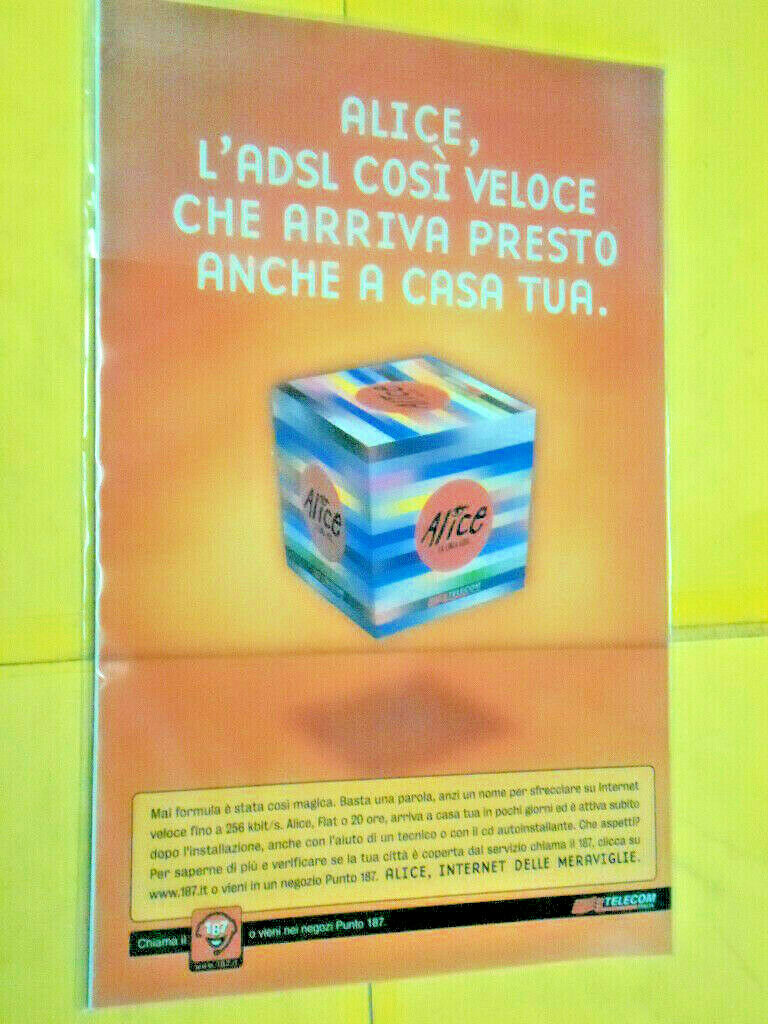 ALICE,
L'ADSL COSÌ VELOCE
CHE ARRIVA PRESTO
ANCHE A CASA TUA.
Alice
Alice
Alice
TELECOM
Mai formula è stata così magica. Basta una parola, anzi un nome per sfrecciare su Internet
veloce fino a 256 kbit/s. Alice, Flat o 20 ore, arriva a casa tua in pochi giorni ed è attiva subito
dopo l'installazione, anche con l'aiuto di un tecnico o con il cd autoinstallante. Che aspetti?
Per saperne di più e verificare se la tua città è coperta dal servizio chiama il 187, clicca su
www.187.it o vieni in un negozio Punto 187. ALICE, INTERNET DELLE MERAVIGLIE.
Chiama il 187 o vieni nei negozi Punto 187
www.187.it
TELECOM